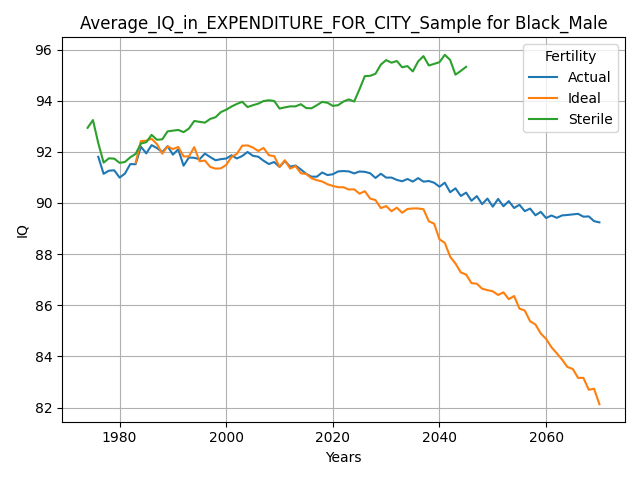 Average_IQ_in_EXPENDITURE_FOR_CITY_Sample for Black_Male
Fertility
Actual
Ideal
Sterile
IQ
96
94
92
90
88
86
84
82
1980 2000 2020 2040 2060
Years